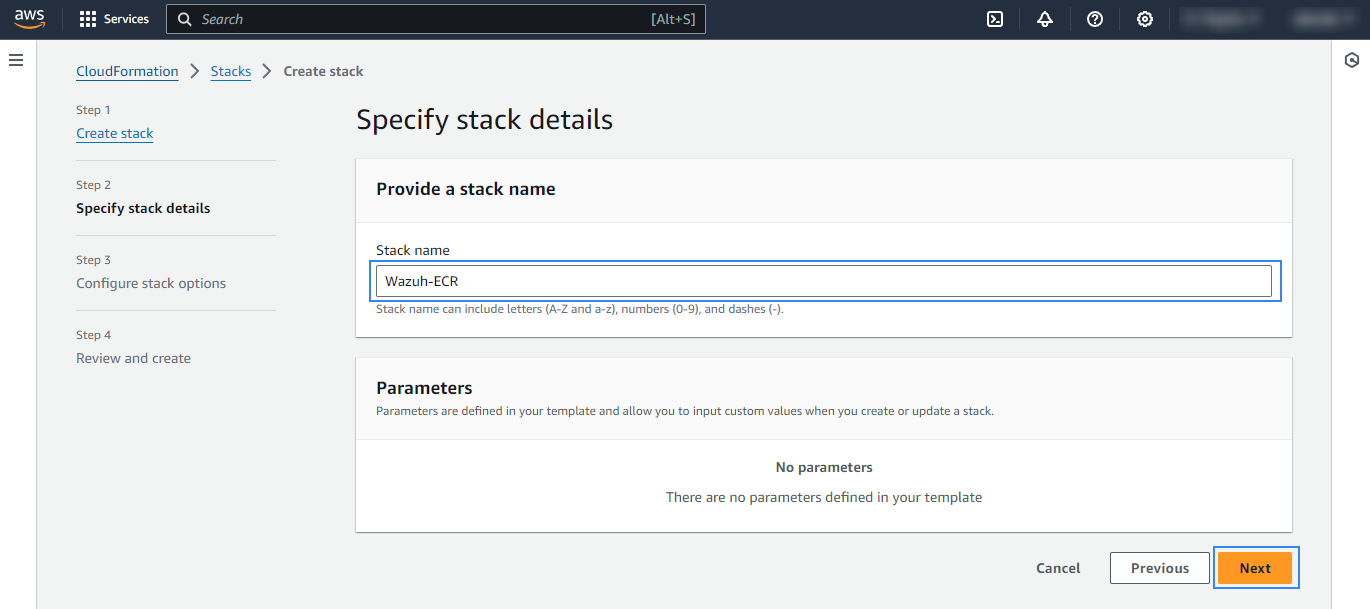 aws Services Search [Alt+S]
CloudFormation Stacks Create stack
Step 1
Create stack
Step 2
Specify stack details
Step 3
Configure stack options
Step 4
Review and create
Specify stack details
Provide a stack name
Stack name
Wazuh-ECR
Stack name can include letters (A-Z and a-z), numbers (0-9), and dashes (-).
Parameters
Parameters are defined in your template and allow you to input custom values when you create or update a stack.
No parameters
There are no parameters defined in your template
Cancel Previous Next